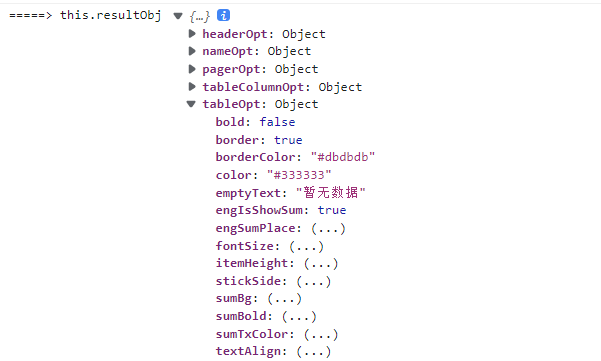 =====> this.resultObj ▼ {…} i
▶ headerOpt: Object
▶ nameOpt: Object
▶ pagerOpt: Object
▶ tableColumnOpt: Object
▼ tableOpt: Object
bold: false
border: true
borderColor: "#dbdbdb"
color: "#333333"
emptyText: "暂无数据"
engIsShowSum: true
engSumPlace: (...)
fontSize: (...)
itemHeight: (...)
stickSide: (...)
sumBg: (...)
sumBold: (...)
sumTxColor: (...)
textAlign: (...)